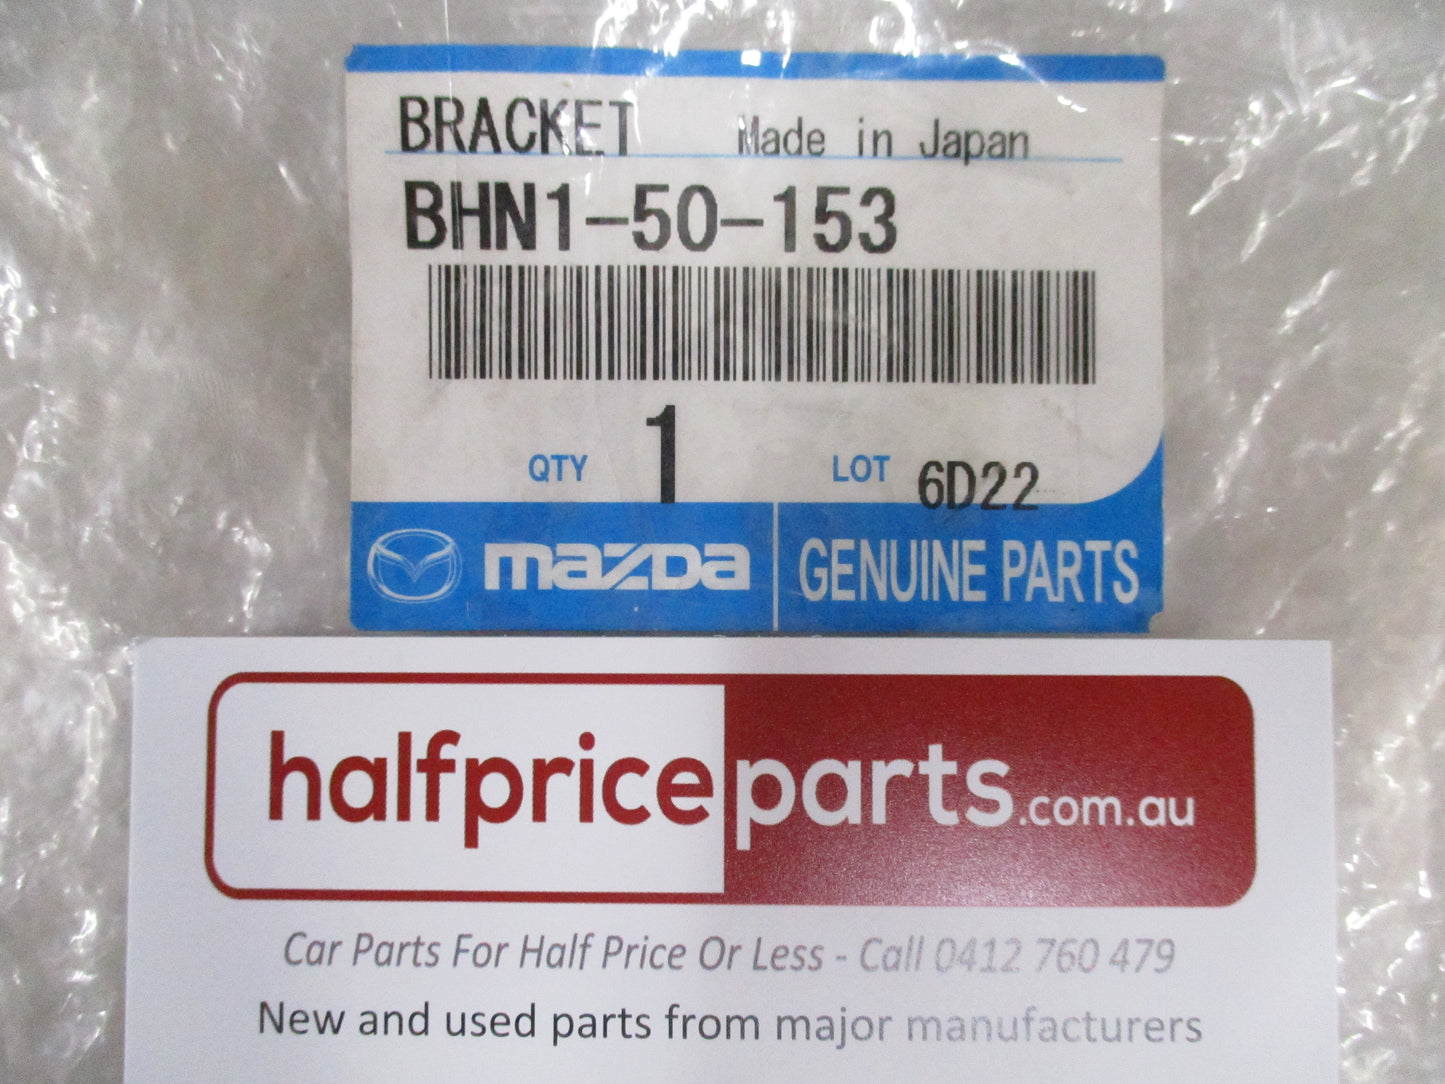 BRACKET Made in Japan
BHN1-50-153
QTY 1 LOT 6D22
mazda GENUINE PARTS
halfpriceparts.com.au
Car Parts For Half Price Or Less - Call 0412 760 479
New and used parts from major manufacturers